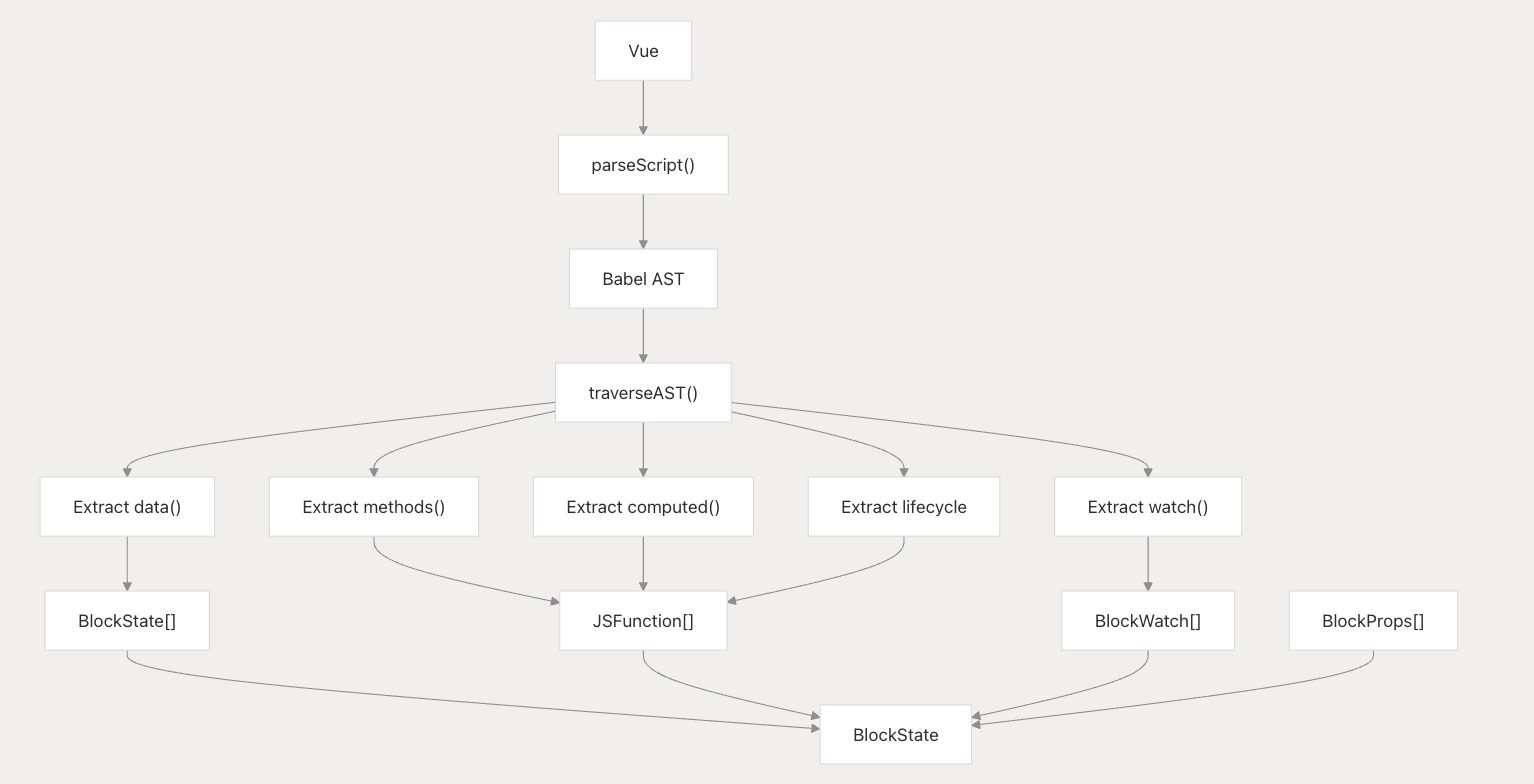 Vue
parseScript()
Babel AST
traverseAST()
Extract data()
Extract methods()
Extract computed()
Extract lifecycle
Extract watch()
BlockState[]
JSFunction[]
BlockWatch[]
BlockProps[]
BlockState